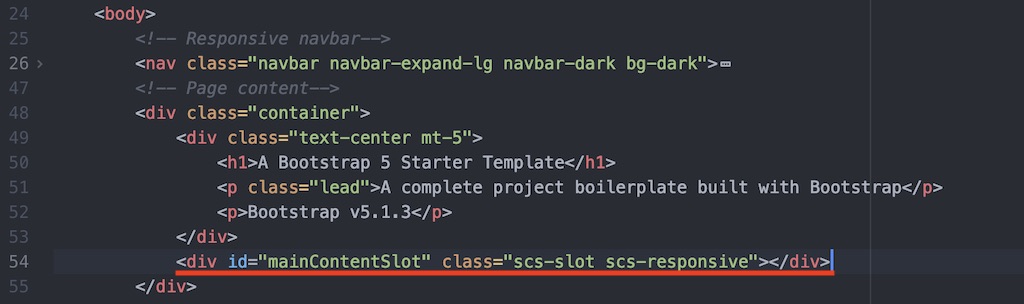 24 <body>
25 <!-- Responsive navbar-->
26 <nav class="navbar navbar-expand-lg navbar-dark bg-dark">
47 <!-- Page content-->
48 <div class="container">
49 <div class="text-center mt-5">
50 <h1>A Bootstrap 5 Starter Template</h1>
51 <p class="lead">A complete project boilerplate built with Bootstrap</p>
52 <p>Bootstrap v5.1.3</p>
53 </div>
54 <div id="mainContentSlot" class="scs-slot scs-responsive"></div>
55 </div>